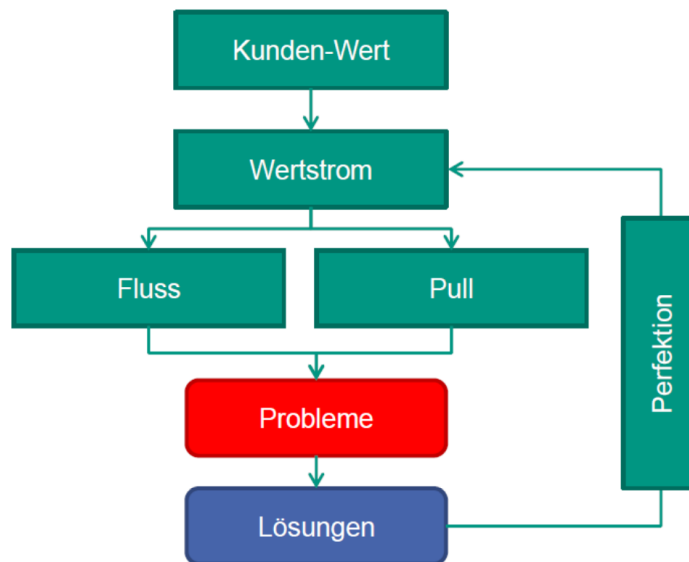 Kunden-Wert
Wertstrom
Fluss
Pull
Perfektion
Probleme
Lösungen